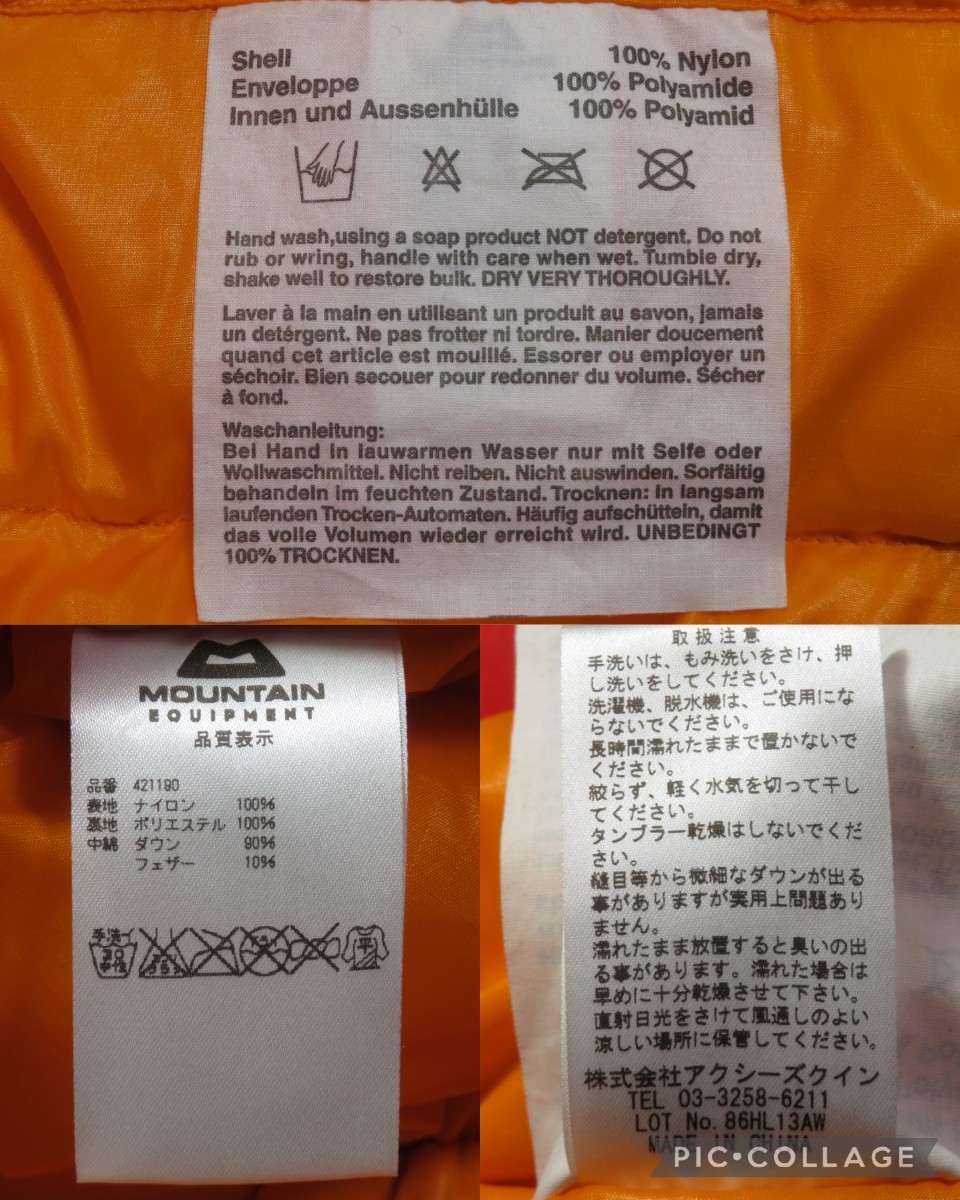 Shell 100% Nylon
Enveloppe 100% Polyamide
Innen und Aussenhülle 100% Polyamid
Hand wash,using a soap product NOT detergent. Do not
rub or wring, handle with care when wet. Tumble dry,
shake well to restore bulk. DRY VERY THOROUGHLY.
Laver à la main en utilisant un produit au savon, jamais
un detérgent. Ne pas frotter ni tordre. Manier doucement
quand cet article est mouillé. Essorer ou employer un
séchoir. Bien secouer pour redonner du volume. Sécher
à fond.
Waschanleitung:
Bei Hand in lauwarmen Wasser nur mit Seife oder
Wollwaschmittel. Nicht reiben. Nicht auswinden. Sorfäitig
behandeln im feuchten Zustand. Trocknen: In langsam
laufenden Trocken-Automaten. Häufig aufschütteln, damit
das volle Volumen wieder erreicht wird. UNBEDINGT
100% TROCKNEN.
MOUNTAIN
EQUIPMENT
品質表示
品番 421190
表地 ナイロン 100%
裏地 ポリエステル 100%
中綿 ダウン 90%
フェザー 10%
手洗イ
30
中性
平
取扱注意
手洗いは、もみ洗いをさけ、押
し洗いをしてください。
洗濯機、脱水機は、ご使用にな
らないでください。
長時間濡れたままで置かないで
ください。
絞らず、軽く水気を切って干し
てください。
タンブラー乾燥はしないでくだ
さい。
縫目等から微細なダウンが出る
事がありますが実用上問題あり
ません。
濡れたまま放置すると臭いの出
る事があります。濡れた場合は
早めに十分乾燥させて下さい。
直射日光をさけて風通しのよい
涼しい場所に保管してください。
株式会社アクシーズクイン
TEL 03-3258-6211
LOT No. 86HL13AW
MADE IN CHINA
PIC•COLLAGE